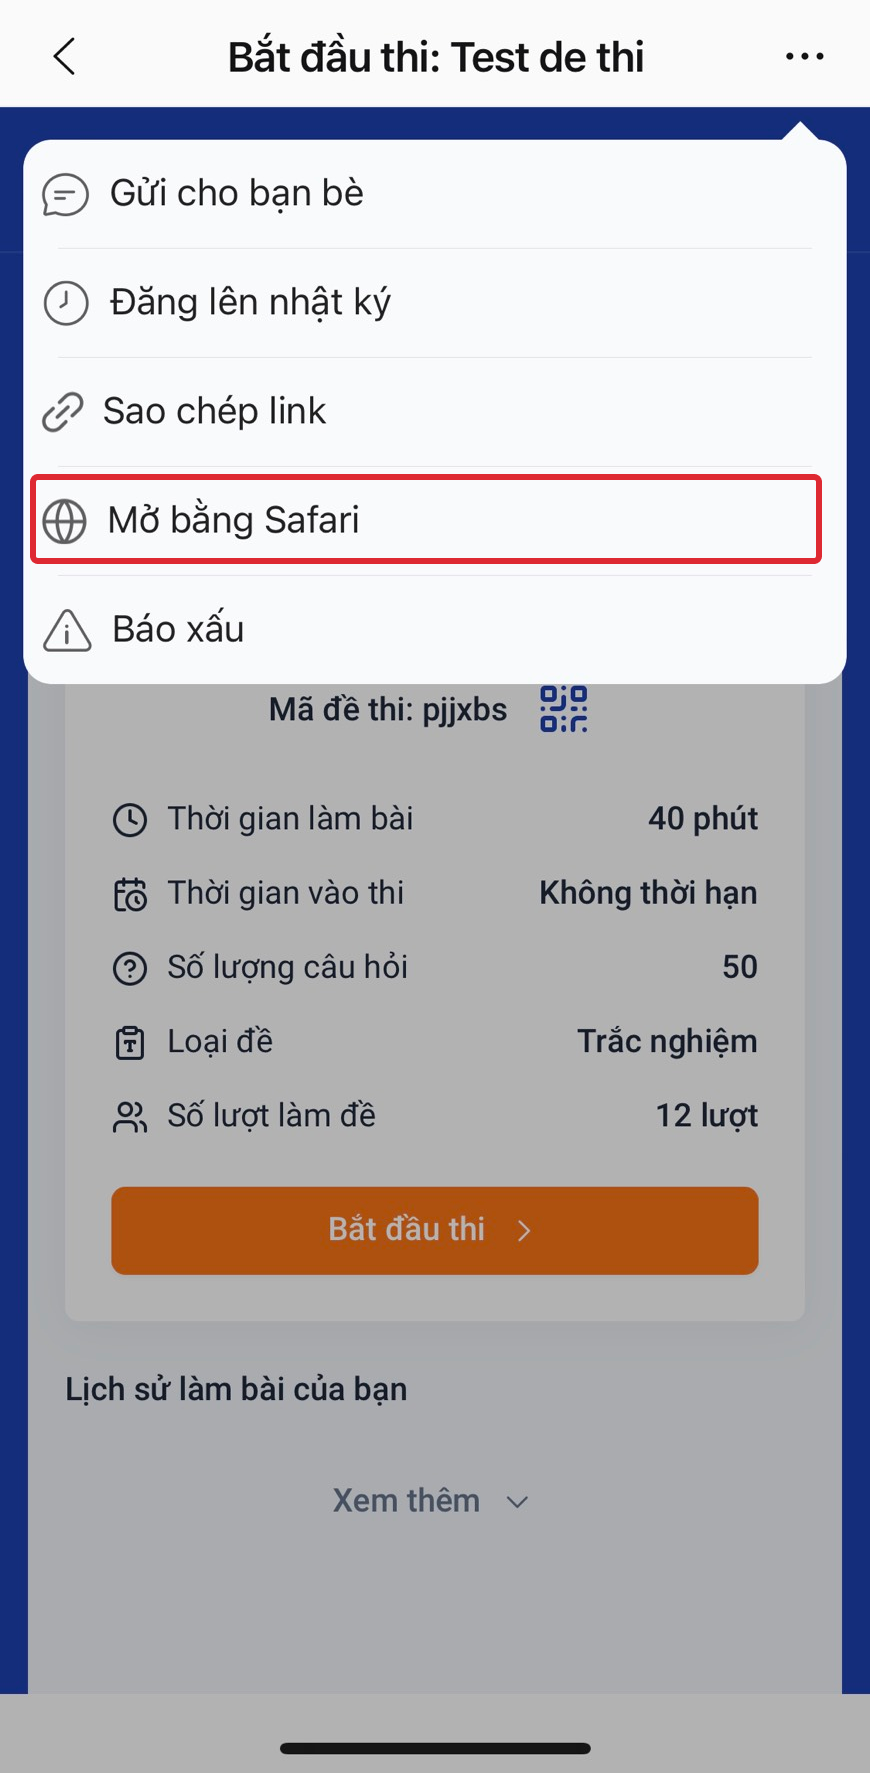 Bắt đầu thi: Test de thi
Gửi cho bạn bè
Đăng lên nhật ký
Sao chép link
Mở bằng Safari
Báo xấu
Mã đề thi: pjjxbs
Thời gian làm bài 40 phút
Thời gian vào thi Không thời hạn
Số lượng câu hỏi 50
Loại đề Trắc nghiệm
Số lượt làm đề 12 lượt
Bắt đầu thi
Lịch sử làm bài của bạn
Xem thêm